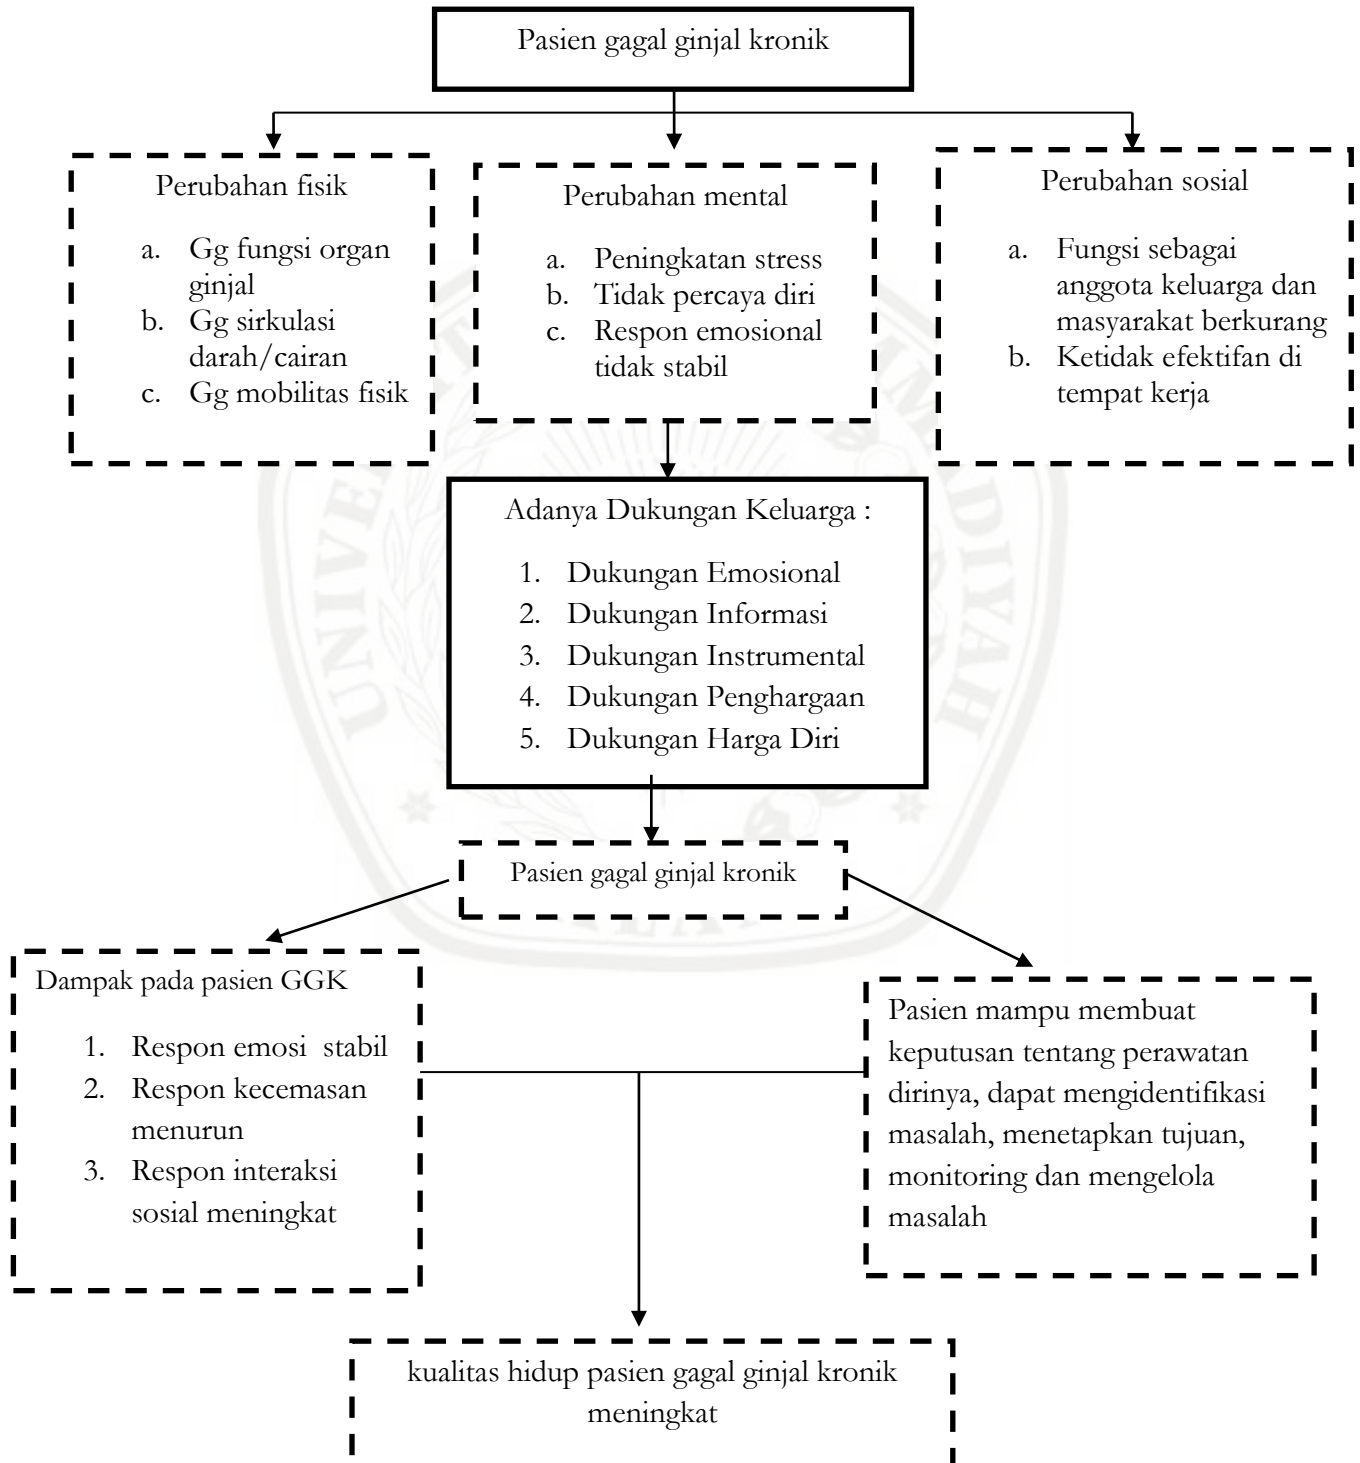 Pasien gagal ginjal kronik
Perubahan fisik
a. Gg fungsi organ
ginjal
b. Gg sirkulasi
darah/cairan
c. Gg mobilitas fisik
Perubahan mental
a. Peningkatan stress
b. Tidak percaya diri
c. Respon emosional
tidak stabil
Perubahan sosial
a. Fungsi sebagai
anggota keluarga dan
masyarakat berkurang
b. Ketidak efektifan di
tempat kerja
Adanya Dukungan Keluarga :
1. Dukungan Emosional
2. Dukungan Informasi
3. Dukungan Instrumental
4. Dukungan Penghargaan
5. Dukungan Harga Diri
Pasien gagal ginjal kronik
Dampak pada pasien GGK
1. Respon emosi stabil
2. Respon kecemasan
menurun
3. Respon interaksi
sosial meningkat
Pasien mampu membuat
keputusan tentang perawatan
dirinya, dapat mengidentifikasi
masalah, menetapkan tujuan,
monitoring dan mengelola
masalah
kualitas hidup pasien gagal ginjal kronik
meningkat